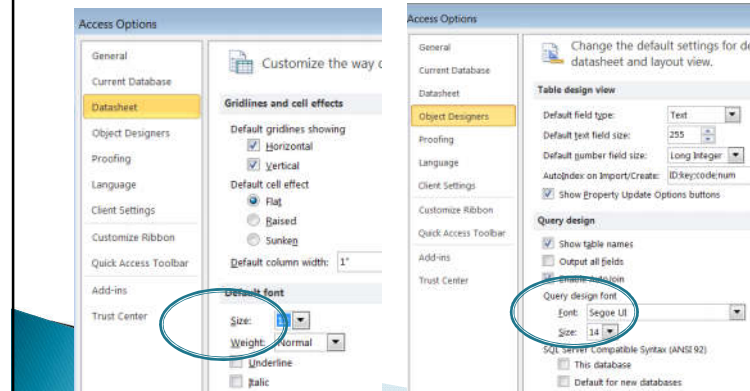 Access Options
General
Current Database
Datasheet
Object Designers
Proofing
Language
Client Settings
Customize Ribbon
Quick Access Toolbar
Add-ins
Trust Center
Customize the way
Gridlines and cell effects
Default gridlines showing
Horizontal
Vertical
Default cell effect
Flat
Raised
Sunken
Default column width: 1"
Default font
Size:
Weight: Normal
Underline
Italic
Access Options
General
Current Database
Datasheet
Object Designers
Proofing
Language
Client Settings
Customize Ribbon
Quick Access Toolbar
Add-ins
Trust Center
Change the default settings for de
datasheet and layout view.
Table design view
Default field type: Text
Default text field size: 255
Default number field size: Long Integer
AutoIndex on Import/Create: ID;key;code;num
Show Property Update Options buttons
Query design
Show table names
Output all fields
Enable AutoJoin
Query design font
Font: Segoe UI
Size: 14
SQL Server Compatible Syntax (ANSI 92)
This database
Default for new databases